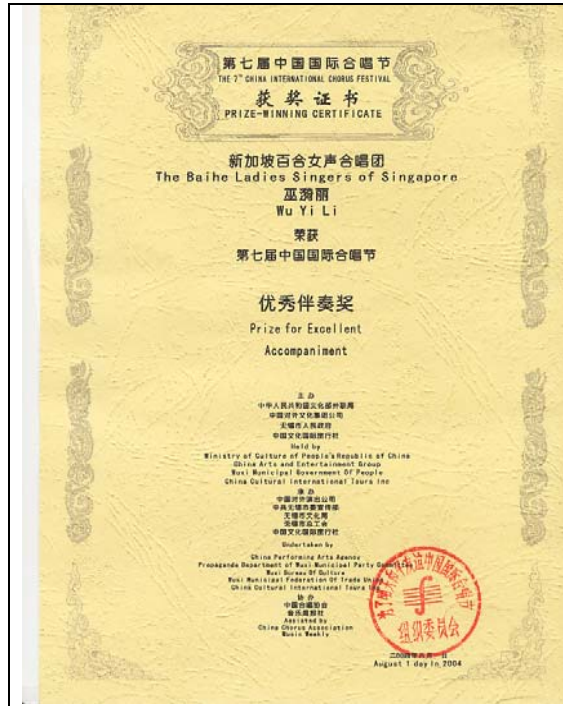 第七届中国国际合唱节
THE 7TH CHINA INTERNATIONAL CHORUS FESTIVAL
获奖证书
PRIZE-WINNING CERTIFICATE
新加坡百合女声合唱团
The Baihe Ladies Singers of Singapore
巫漪丽
Wu Yi Li
荣获
第七届中国国际合唱节
优秀伴奏奖
Prize for Excellent
Accompaniment
主办
中华人民共和国文化部外联局
中国对外文化集团公司
无锡市人民政府
中国文化国际旅行社
Held by
Ministry of Culture of People's Republic of China
China Arts and Entertainment Group
Wuxi Municipal Government Of People
China Cultural International Tours Inc
承办
中国对外演出公司
中共无锡市委宣传部
无锡市文化局
无锡市总工会
中国文化国际旅行社
Undertaken by
China Performing Arts Agency
Propaganda Department of Wuxi Municipal Party Committee
Wuxi Bureau Of Culture
Wuxi Municipal Federation Of Trade Union
China Cultural International Tours Inc
协办
中国合唱协会
音乐周报社
Assisted by
China Chorus Association
Music Weekly
中国国际合唱节
组织委员会
August 1 day In 2004